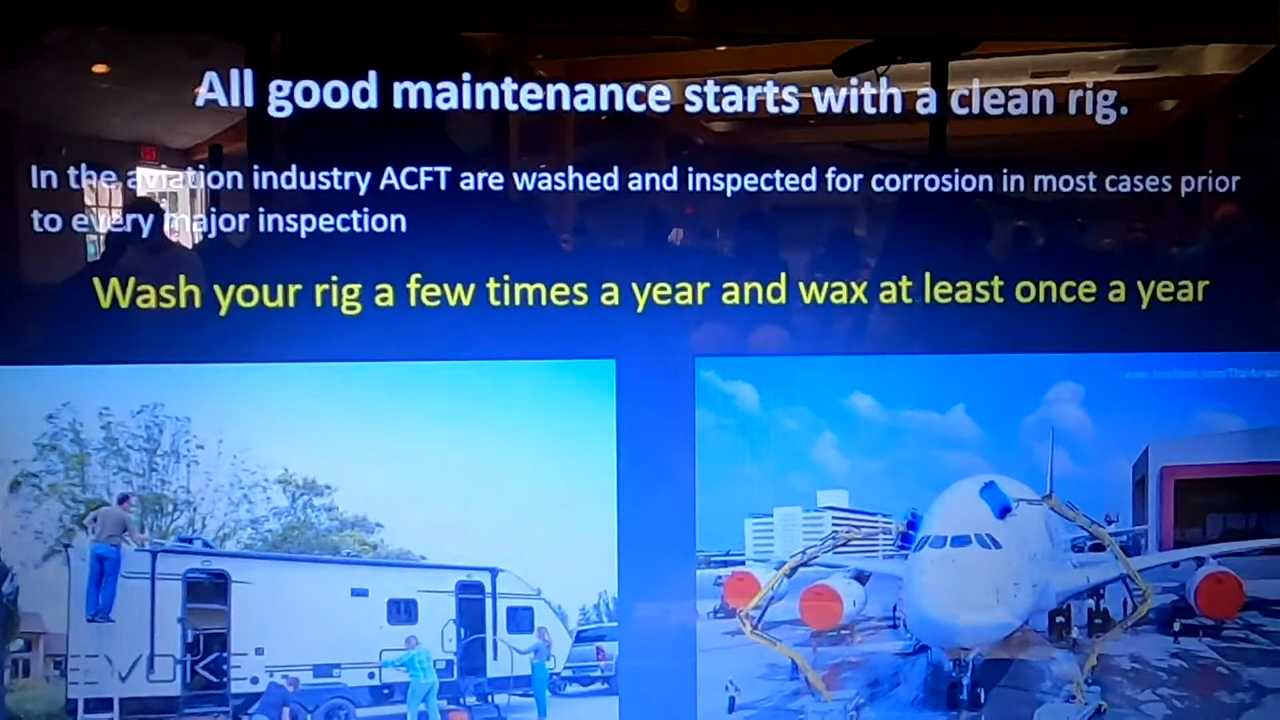 All good maintenance starts with a clean rig.
In the aviation industry ACFT are washed and inspected for corrosion in most cases prior
to every major inspection
Wash your rig a few times a year and wax at least once a year
EVOKE